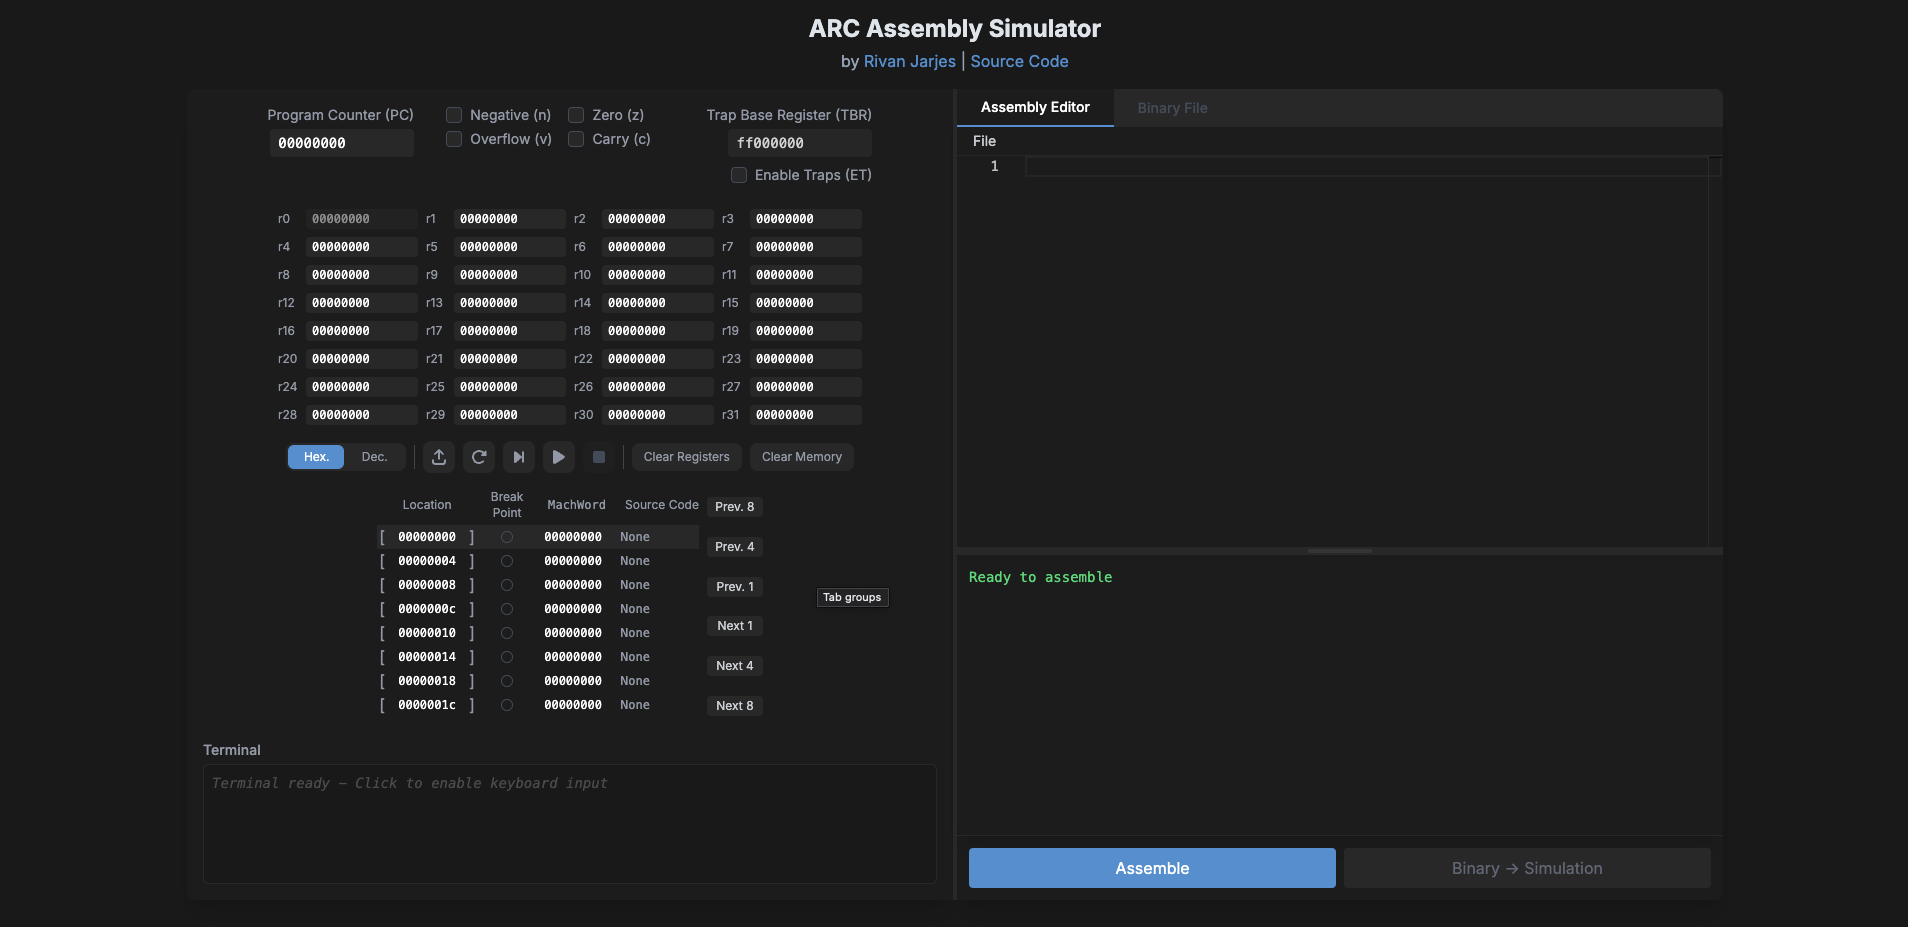 ARC Assembly Simulator
by Rivan Jarjes | Source Code
Program Counter (PC)
00000000
Negative (n) Zero (z)
Overflow (v) Carry (c)
Trap Base Register (TBR)
ff000000
Enable Traps (ET)
r0 00000000 r1 00000000 r2 00000000 r3 00000000
r4 00000000 r5 00000000 r6 00000000 r7 00000000
r8 00000000 r9 00000000 r10 00000000 r11 00000000
r12 00000000 r13 00000000 r14 00000000 r15 00000000
r16 00000000 r17 00000000 r18 00000000 r19 00000000
r20 00000000 r21 00000000 r22 00000000 r23 00000000
r24 00000000 r25 00000000 r26 00000000 r27 00000000
r28 00000000 r29 00000000 r30 00000000 r31 00000000
Hex. Dec. Clear Registers Clear Memory
Location Break Point MachWord Source Code
[ 00000000 ] 00000000 None
[ 00000004 ] 00000000 None
[ 00000008 ] 00000000 None
[ 0000000c ] 00000000 None
[ 00000010 ] 00000000 None
[ 00000014 ] 00000000 None
[ 00000018 ] 00000000 None
[ 0000001c ] 00000000 None
Prev. 8
Prev. 4
Prev. 1
Next 1
Next 4
Next 8
Tab groups
Terminal
Terminal ready – Click to enable keyboard input
Assembly Editor Binary File
File
1
Ready to assemble
Assemble Binary → Simulation